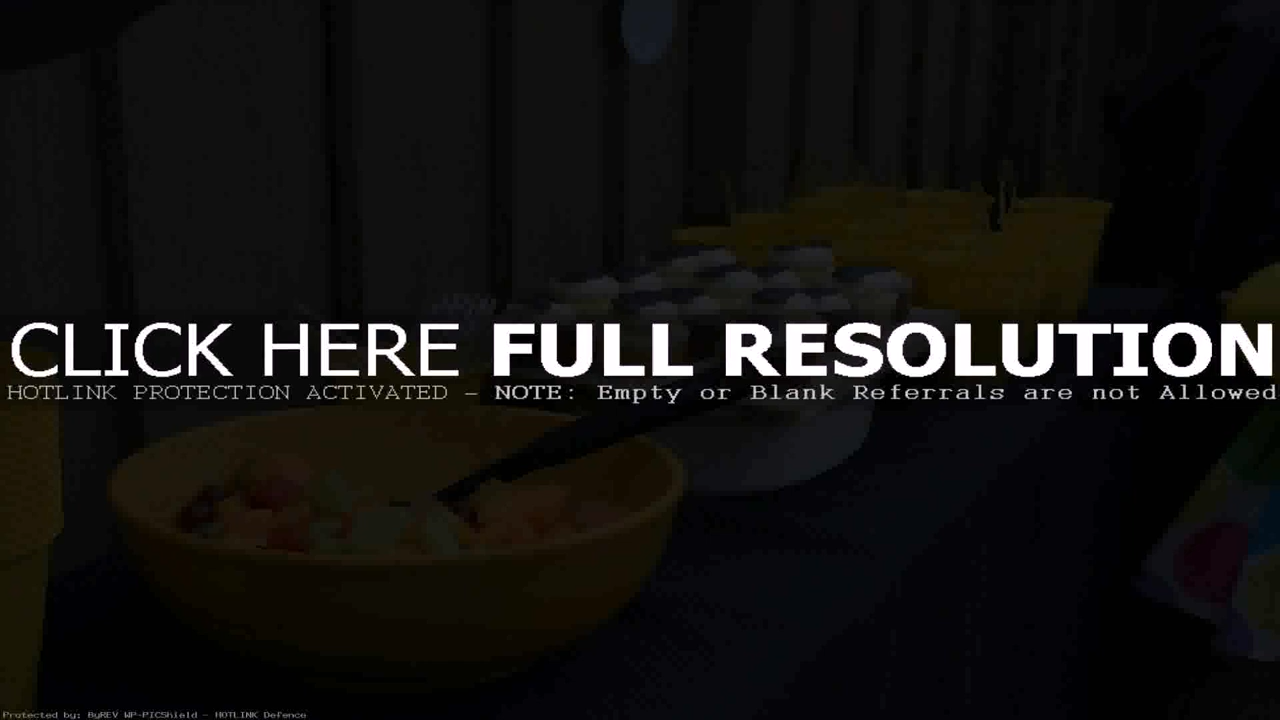 CLICK HERE FULL RESOLUTION
HOTLINK PROTECTION ACTIVATED – NOTE: Empty or Blank Referrals are not Allowed
Protected by: ByREV WP-PICShield – HOTLINK Defence